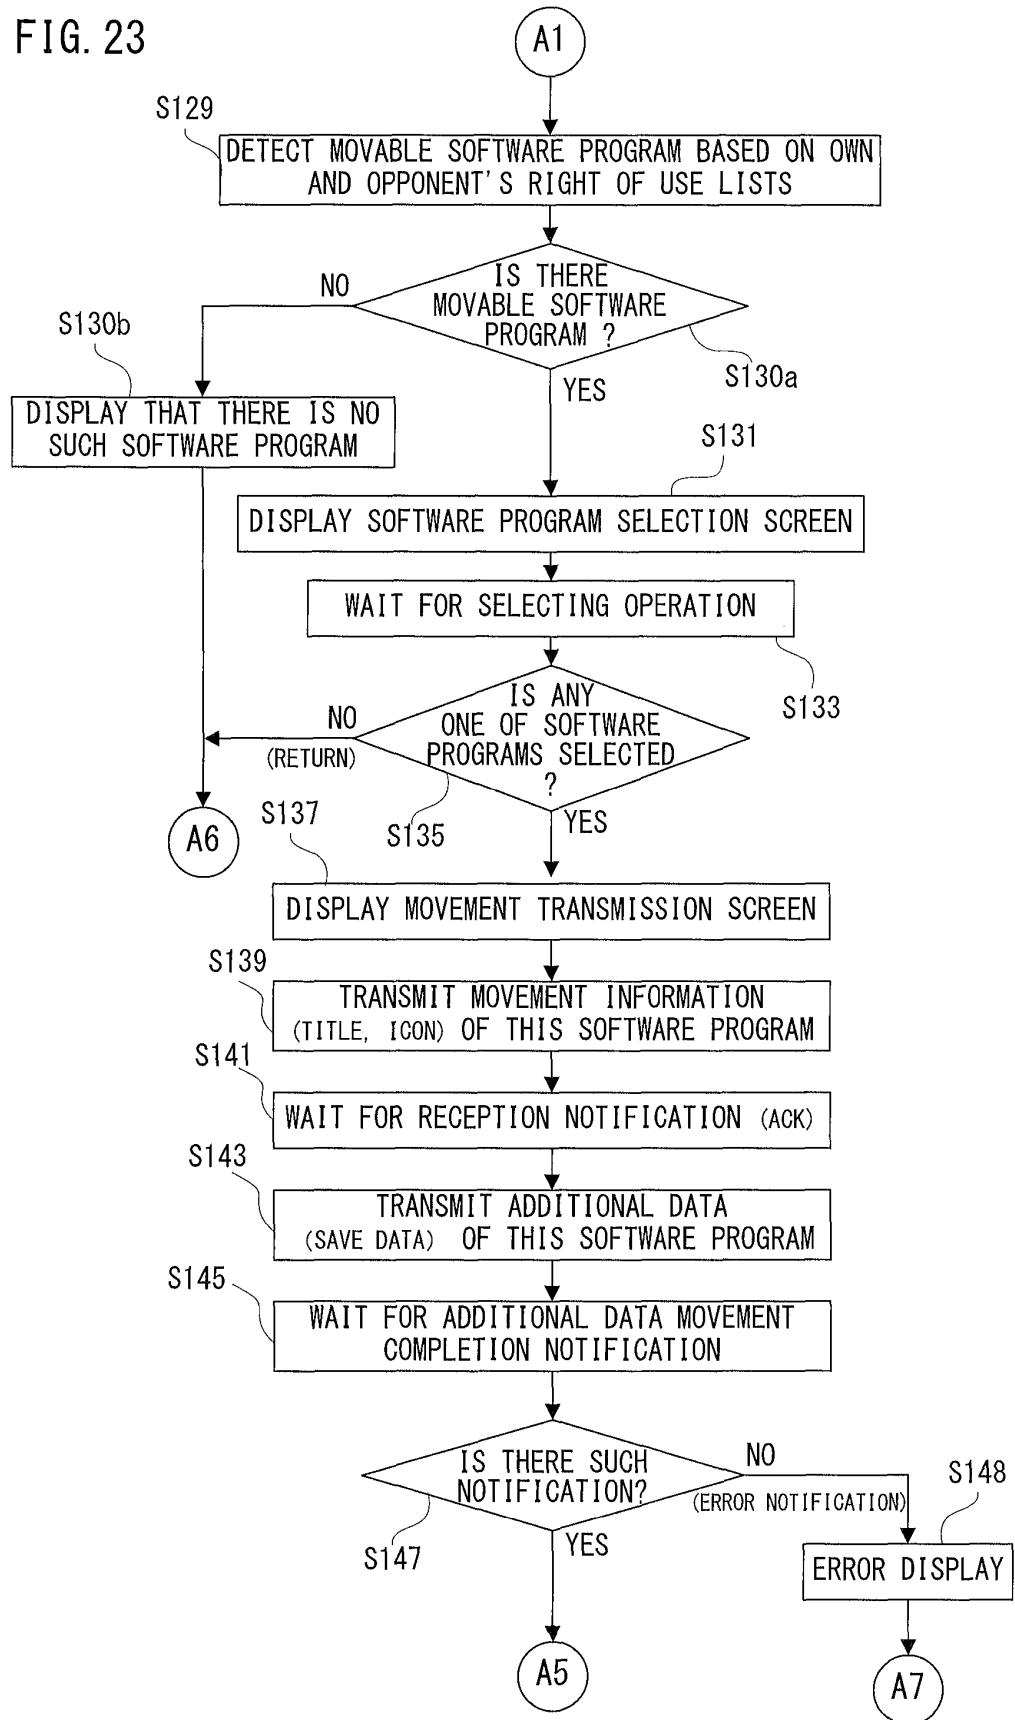 FIG. 23
A1
S129
DETECT MOVABLE SOFTWARE PROGRAM BASED ON OWN
AND OPPONENT'S RIGHT OF USE LISTS
IS THERE
MOVABLE SOFTWARE
PROGRAM ?
NO
S130a
YES
S130b
DISPLAY THAT THERE IS NO
SUCH SOFTWARE PROGRAM
S131
DISPLAY SOFTWARE PROGRAM SELECTION SCREEN
WAIT FOR SELECTING OPERATION
S133
IS ANY
ONE OF SOFTWARE
PROGRAMS SELECTED
?
NO
(RETURN)
S135
YES
A6
S137
DISPLAY MOVEMENT TRANSMISSION SCREEN
S139
TRANSMIT MOVEMENT INFORMATION
(TITLE, ICON) OF THIS SOFTWARE PROGRAM
S141
WAIT FOR RECEPTION NOTIFICATION (ACK)
S143
TRANSMIT ADDITIONAL DATA
(SAVE DATA) OF THIS SOFTWARE PROGRAM
S145
WAIT FOR ADDITIONAL DATA MOVEMENT
COMPLETION NOTIFICATION
IS THERE SUCH
NOTIFICATION?
NO
(ERROR NOTIFICATION)
S147
YES
S148
ERROR DISPLAY
A5
A7